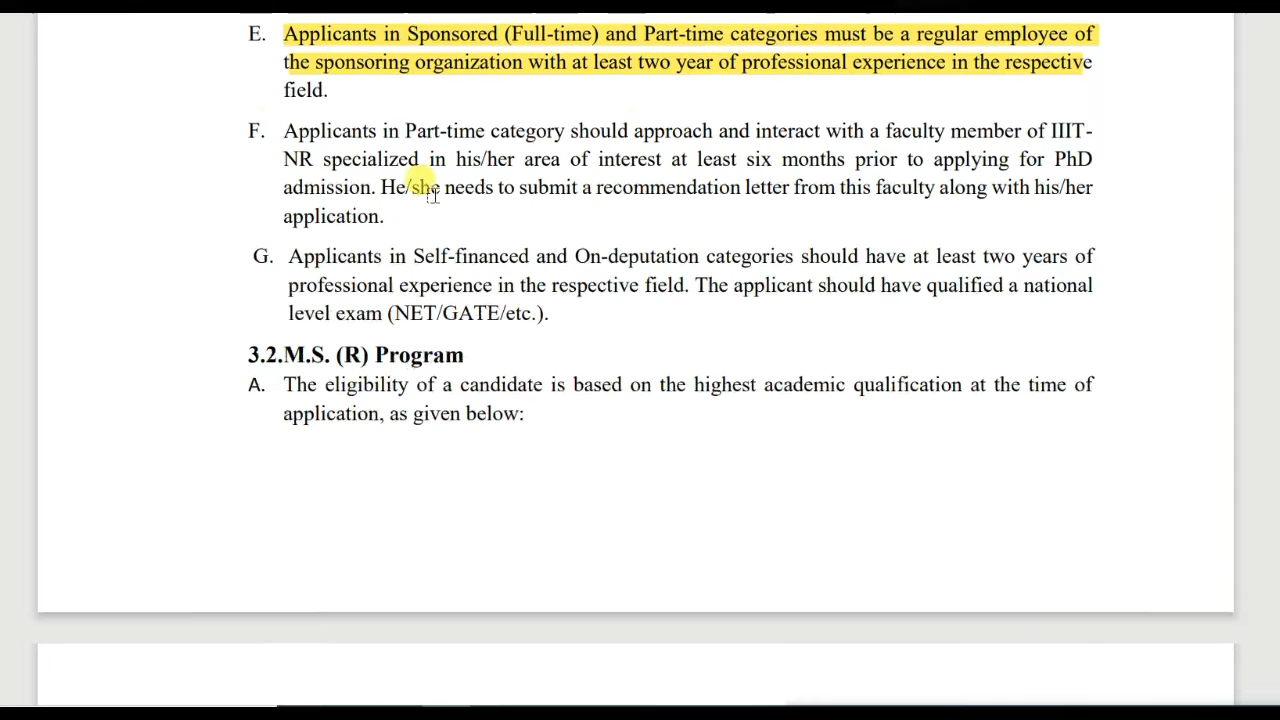 E. Applicants in Sponsored (Full-time) and Part-time categories must be a regular employee of
the sponsoring organization with at least two year of professional experience in the respective
field.
F. Applicants in Part-time category should approach and interact with a faculty member of IIIT-
NR specialized in his/her area of interest at least six months prior to applying for PhD
admission. He/she needs to submit a recommendation letter from this faculty along with his/her
application.
G. Applicants in Self-financed and On-deputation categories should have at least two years of
professional experience in the respective field. The applicant should have qualified a national
level exam (NET/GATE/etc.).
3.2.M.S. (R) Program
A. The eligibility of a candidate is based on the highest academic qualification at the time of
application, as given below: